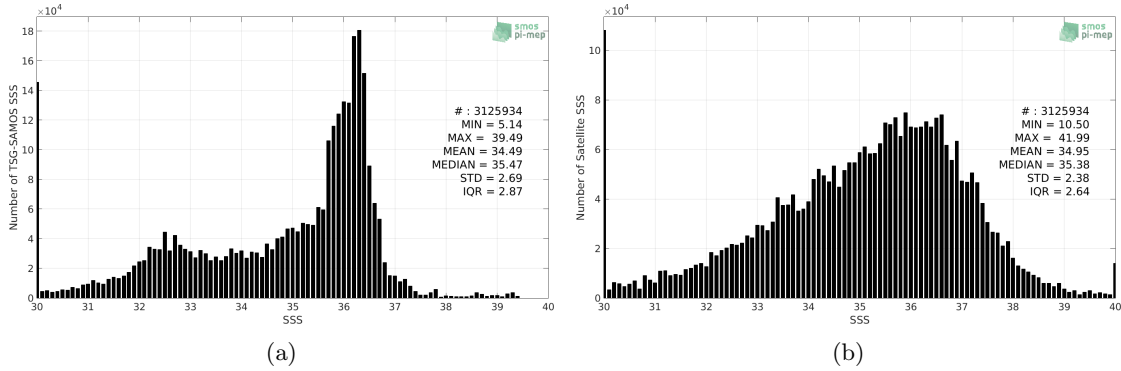 ×10⁴
18
16
14
12
10
8
6
4
2
0
30 31 32 33 34 35 36 37 38 39 40
SSS
Number of TSG-SAMOS SSS
smos
pi-mep
# : 3125934
MIN = 5.14
MAX = 39.49
MEAN = 34.49
MEDIAN = 35.47
STD = 2.69
IQR = 2.87
(a)
×10⁴
10
8
6
4
2
0
30 31 32 33 34 35 36 37 38 39 40
SSS
Number of Satellite SSS
smos
pi-mep
# : 3125934
MIN = 10.50
MAX = 41.99
MEAN = 34.95
MEDIAN = 35.38
STD = 2.38
IQR = 2.64
(b)